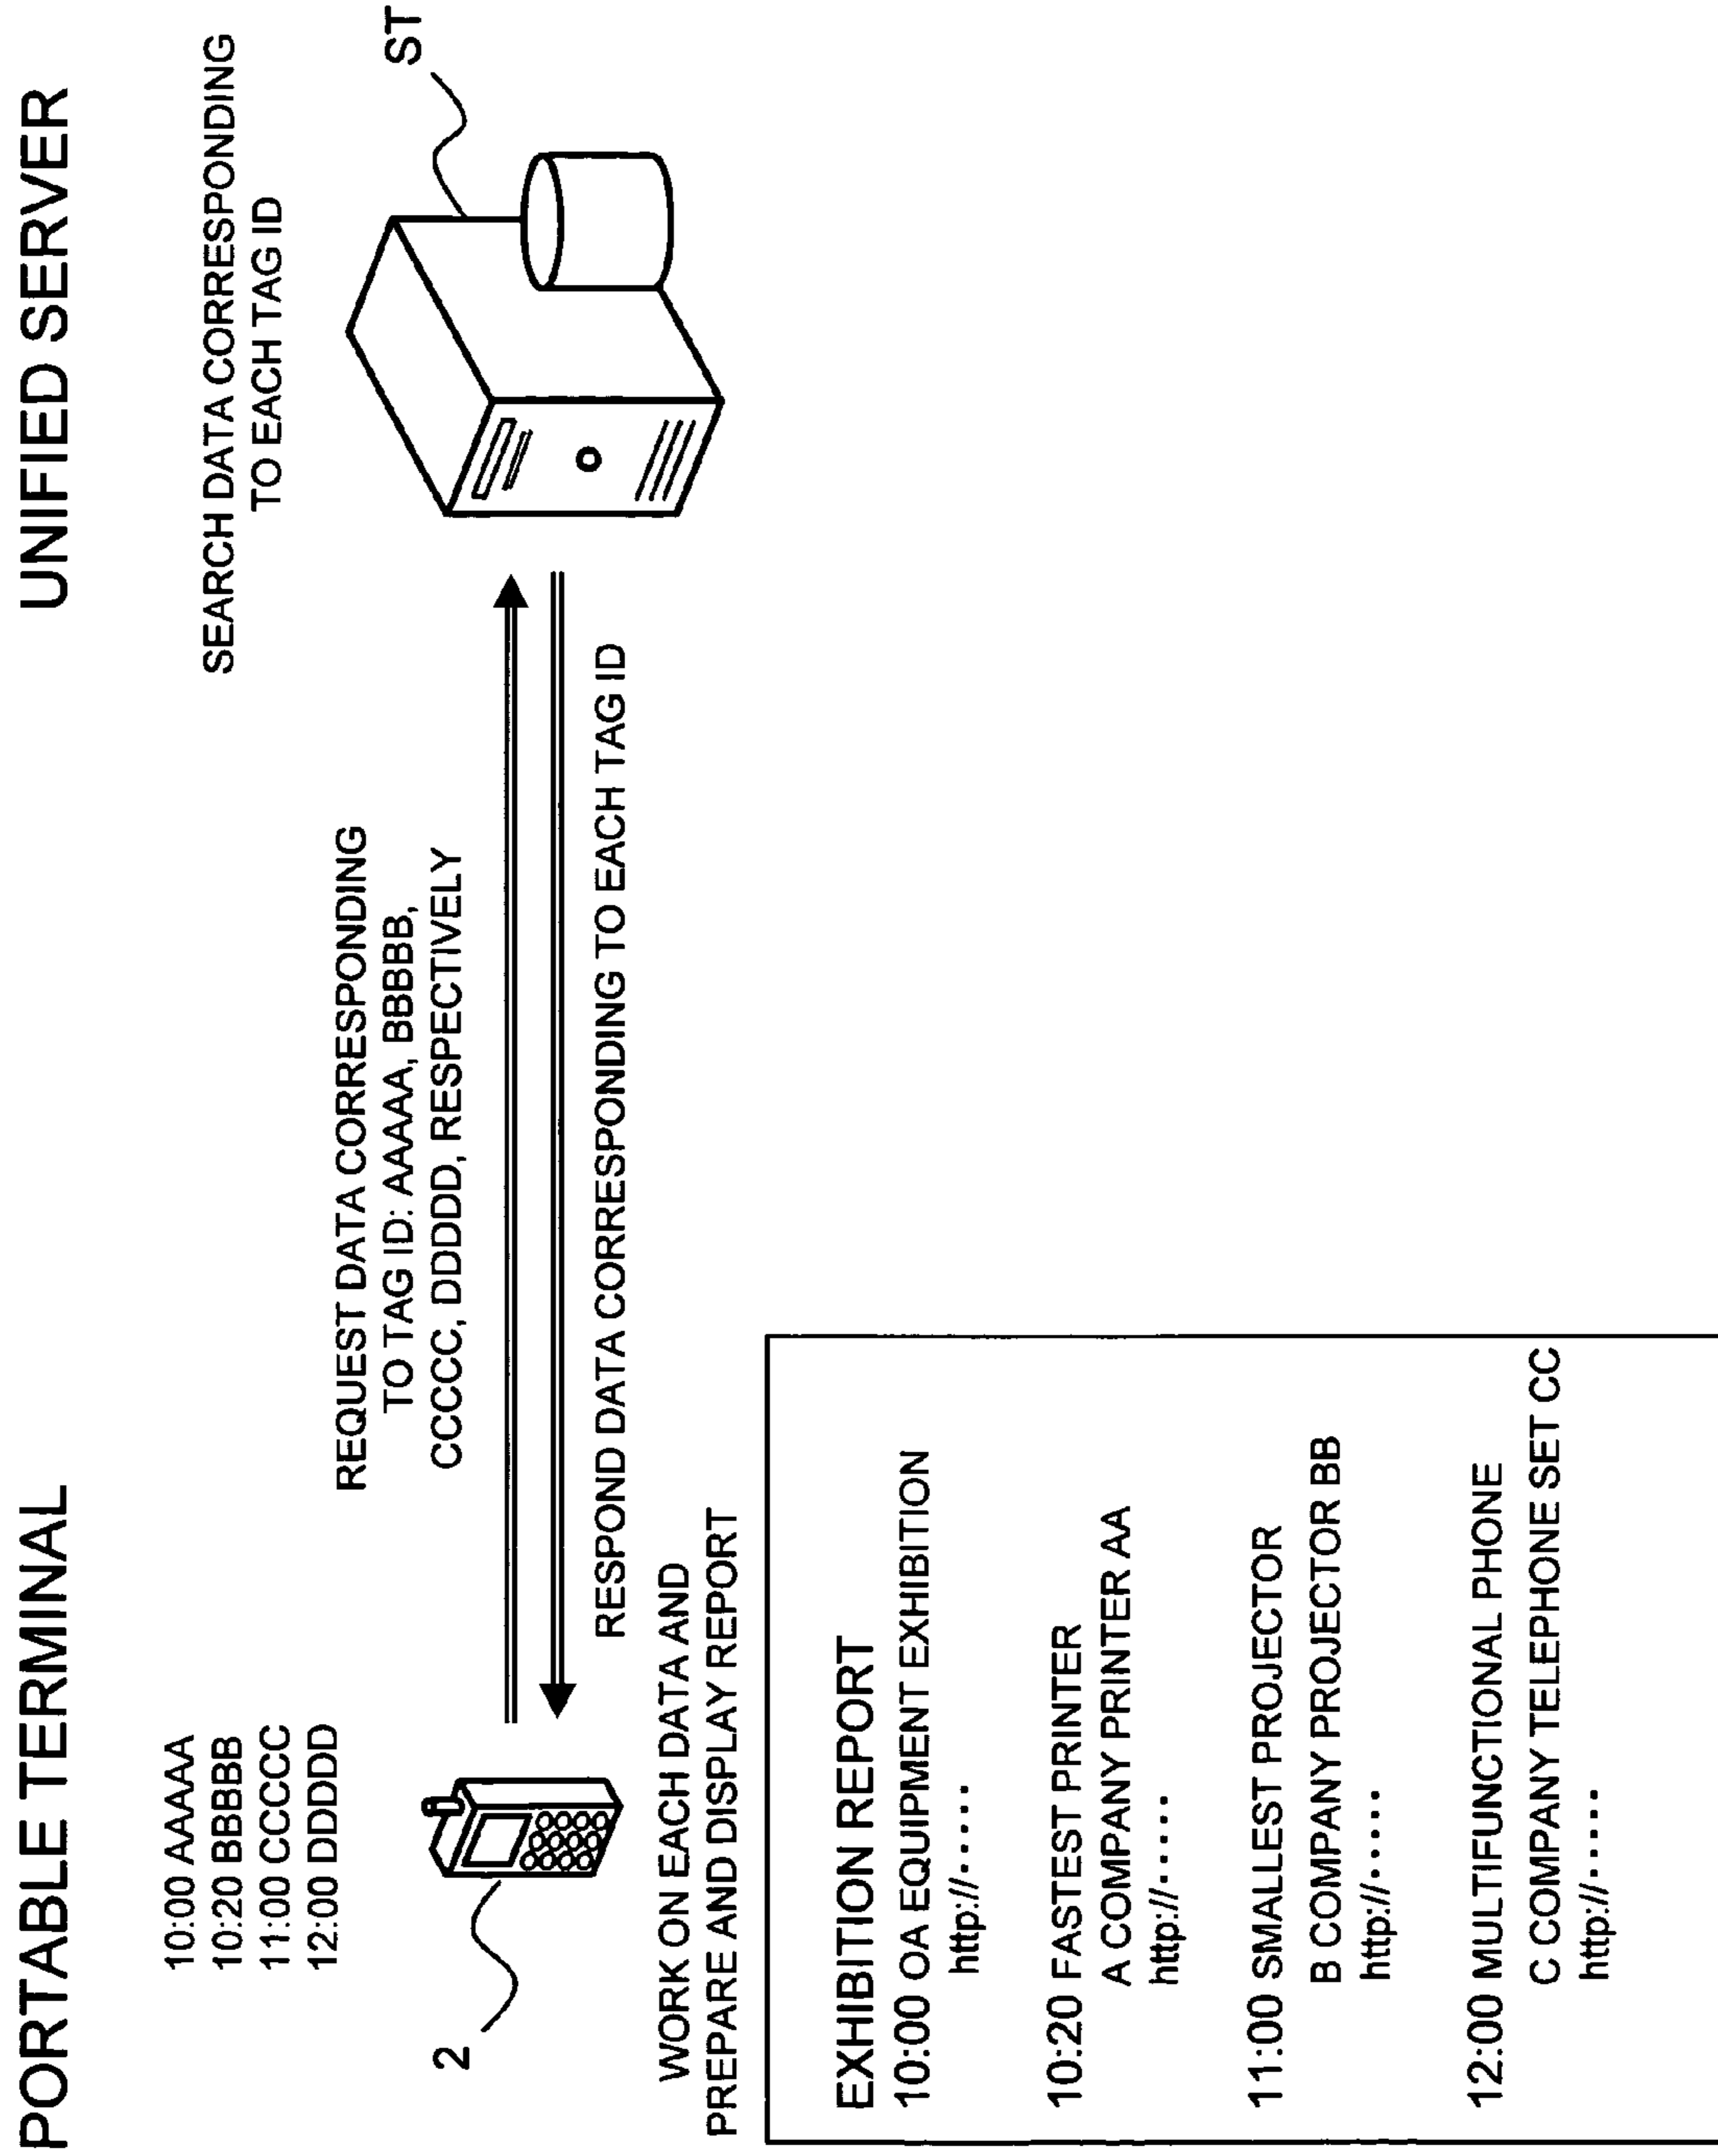 PORTABLE TERMINAL
UNIFIED SERVER
10:00 AAAAA
10:20 BBBBB
11:00 CCCCC
12:00 DDDDD
2
REQUEST DATA CORRESPONDING
TO TAG ID: AAAA, BBBBB,
CCCCC, DDDDD, RESPECTIVELY
SEARCH DATA CORRESPONDING
TO EACH TAG ID
ST
RESPOND DATA CORRESPONDING TO EACH TAG ID
WORK ON EACH DATA AND
PREPARE AND DISPLAY REPORT
EXHIBITION REPORT
10:00 OA EQUIPMENT EXHIBITION
http://······
10:20 FASTEST PRINTER
A COMPANY PRINTER AA
http://······
11:00 SMALLEST PROJECTOR
B COMPANY PROJECTOR BB
http://······
12:00 MULTIFUNCTIONAL PHONE
C COMPANY TELEPHONE SET CC
http://······